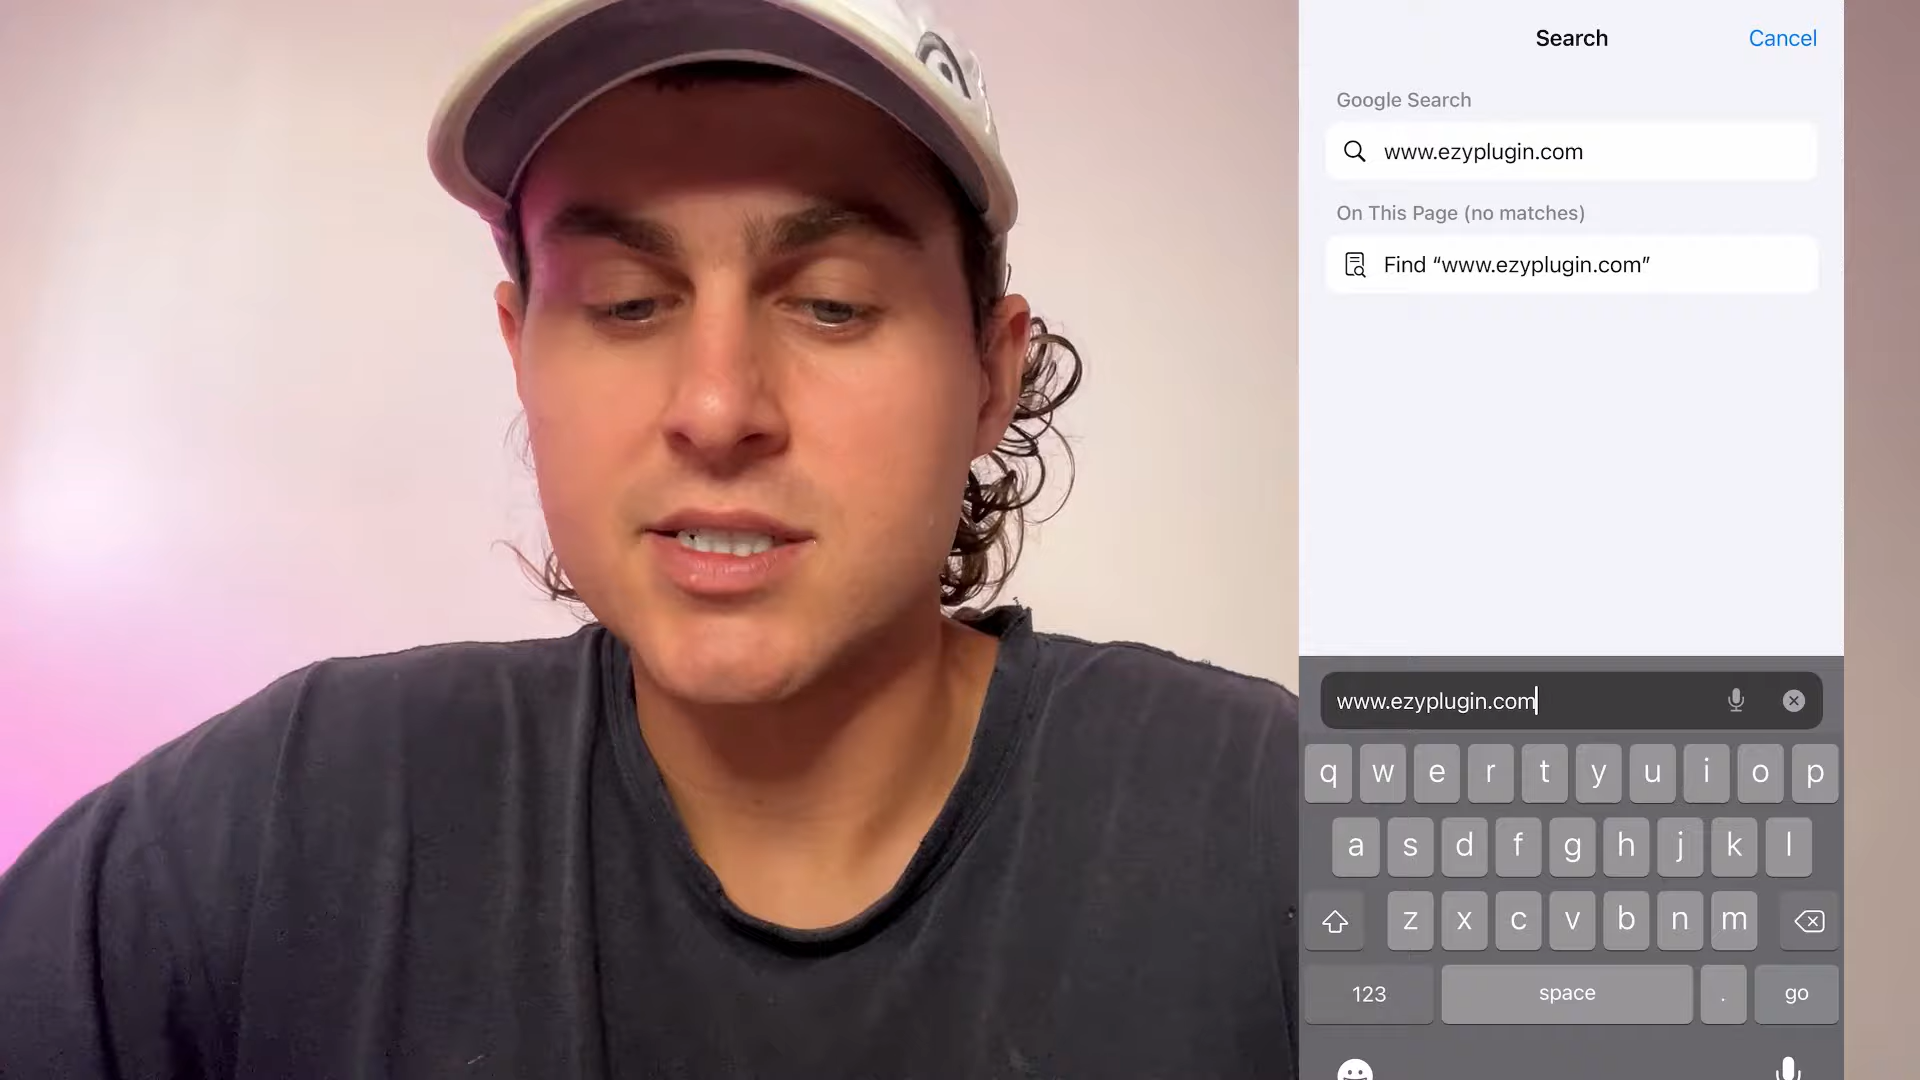 Search
Cancel
Google Search
www.ezyplugin.com
On This Page (no matches)
Find “www.ezyplugin.com”
www.ezyplugin.com
q w e r t y u i o p
a s d f g h j k l
z x c v b n m
123 space . go